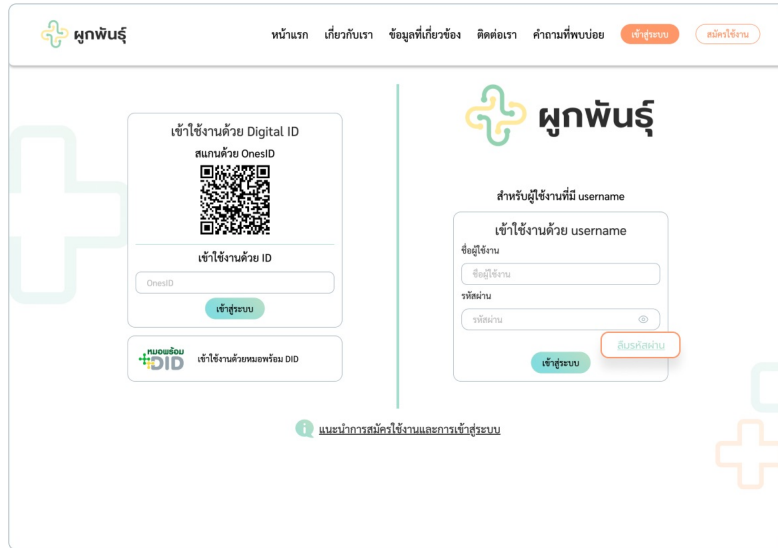 ผูกพันธุ์
หน้าแรก เกี่ยวกับเรา ข้อมูลที่เกี่ยวข้อง ติดต่อเรา คำถามที่พบบ่อย เข้าสู่ระบบ สมัครใช้งาน
เข้าใช้งานด้วย Digital ID
สแกนด้วย OnesID
เข้าใช้งานด้วย ID
OnesID
เข้าสู่ระบบ
หมอพร้อม
DID
เข้าใช้งานด้วยหมอพร้อม DID
ผูกพันธุ์
สำหรับผู้ใช้งานที่มี username
เข้าใช้งานด้วย username
ชื่อผู้ใช้งาน
ชื่อผู้ใช้งาน
รหัสผ่าน
รหัสผ่าน
ลืมรหัสผ่าน
เข้าสู่ระบบ
แนะนำการสมัครใช้งานและการเข้าสู่ระบบ